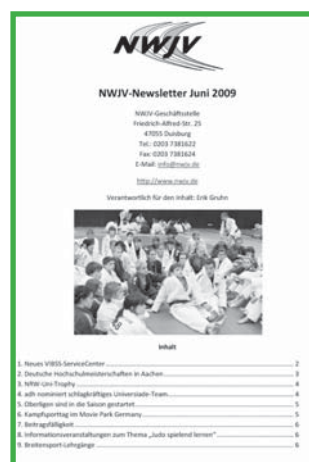 NWJV
NWJV-Newsletter Juni 2009
NWJV-Geschäftsstelle
Friedrich-Alfred-Str. 25
47055 Duisburg
Tel.: 0203 7381622
Fax: 0203 7381624
E-Mail: info@nwjv.de
http://www.nwjv.de
Verantwortlich für den Inhalt: Erik Gruhn
Inhalt
1. Neues VIBSS-ServiceCenter 2
2. Deutsche Hochschulmeisterschaften in Aachen 3
3. NRW-Uni-Trophy 4
4. adh nominiert schlagkräftiges Universiade-Team 4
5. Oberligen sind in die Saison gestartet 5
6. Kampfsporttag im Movie Park Germany 5
7. Beitragsfälligkeit 6
8. Informationsveranstaltungen zum Thema „Judo spielend lernen“ 6
9. Breitensport-Lehrgänge 6